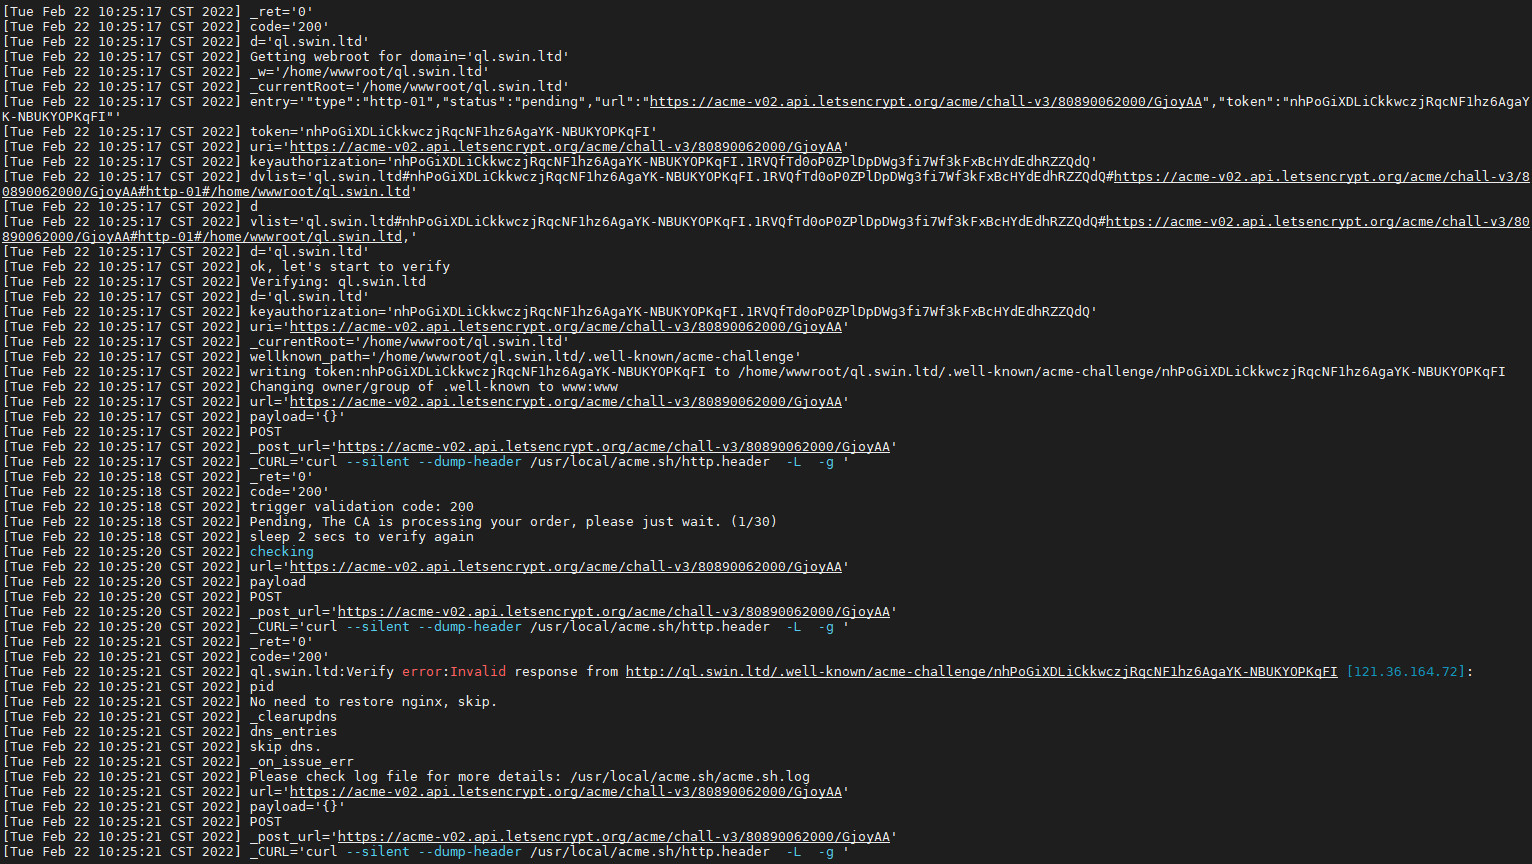 [Tue Feb 22 10:25:17 CST 2022] _ret='0'
[Tue Feb 22 10:25:17 CST 2022] code='200'
[Tue Feb 22 10:25:17 CST 2022] d='ql.swin.ltd'
[Tue Feb 22 10:25:17 CST 2022] Getting webroot for domain='ql.swin.ltd'
[Tue Feb 22 10:25:17 CST 2022] _w='/home/wwwroot/ql.swin.ltd'
[Tue Feb 22 10:25:17 CST 2022] _currentRoot='/home/wwwroot/ql.swin.ltd'
[Tue Feb 22 10:25:17 CST 2022] entry='"type":"http-01","status":"pending","url":"https://acme-v02.api.letsencrypt.org/acme/chall-v3/80890062000/GjoyAA","token":"nhPoGiXDLiCkkwczjRqcNF1hz6AgaY
K-NBUKYOPKqFI"'
[Tue Feb 22 10:25:17 CST 2022] token='nhPoGiXDLiCkkwczjRqcNF1hz6AgaYK-NBUKYOPKqFI'
[Tue Feb 22 10:25:17 CST 2022] uri='https://acme-v02.api.letsencrypt.org/acme/chall-v3/80890062000/GjoyAA'
[Tue Feb 22 10:25:17 CST 2022] keyauthorization='nhPoGiXDLiCkkwczjRqcNF1hz6AgaYK-NBUKYOPKqFI.1RVQfTd0oP0ZPlDpDWg3fi7Wf3kFxBcHYdEdhRZZQdQ'
[Tue Feb 22 10:25:17 CST 2022] dvlist='ql.swin.ltd#nhPoGiXDLiCkkwczjRqcNF1hz6AgaYK-NBUKYOPKqFI.1RVQfTd0oP0ZPlDpDWg3fi7Wf3kFxBcHYdEdhRZZQdQ#https://acme-v02.api.letsencrypt.org/acme/chall-v3/8
0890062000/GjoyAA#http-01#/home/wwwroot/ql.swin.ltd'
[Tue Feb 22 10:25:17 CST 2022] d
[Tue Feb 22 10:25:17 CST 2022] vlist='ql.swin.ltd#nhPoGiXDLiCkkwczjRqcNF1hz6AgaYK-NBUKYOPKqFI.1RVQfTd0oP0ZPlDpDWg3fi7Wf3kFxBcHYdEdhRZZQdQ#https://acme-v02.api.letsencrypt.org/acme/chall-v3/80
890062000/GjoyAA#http-01#/home/wwwroot/ql.swin.ltd,'
[Tue Feb 22 10:25:17 CST 2022] d='ql.swin.ltd'
[Tue Feb 22 10:25:17 CST 2022] ok, let's start to verify
[Tue Feb 22 10:25:17 CST 2022] Verifying: ql.swin.ltd
[Tue Feb 22 10:25:17 CST 2022] d='ql.swin.ltd'
[Tue Feb 22 10:25:17 CST 2022] keyauthorization='nhPoGiXDLiCkkwczjRqcNF1hz6AgaYK-NBUKYOPKqFI.1RVQfTd0oP0ZPlDpDWg3fi7Wf3kFxBcHYdEdhRZZQdQ'
[Tue Feb 22 10:25:17 CST 2022] uri='https://acme-v02.api.letsencrypt.org/acme/chall-v3/80890062000/GjoyAA'
[Tue Feb 22 10:25:17 CST 2022] _currentRoot='/home/wwwroot/ql.swin.ltd'
[Tue Feb 22 10:25:17 CST 2022] wellknown_path='/home/wwwroot/ql.swin.ltd/.well-known/acme-challenge'
[Tue Feb 22 10:25:17 CST 2022] writing token:nhPoGiXDLiCkkwczjRqcNF1hz6AgaYK-NBUKYOPKqFI to /home/wwwroot/ql.swin.ltd/.well-known/acme-challenge/nhPoGiXDLiCkkwczjRqcNF1hz6AgaYK-NBUKYOPKqFI
[Tue Feb 22 10:25:17 CST 2022] Changing owner/group of .well-known to www:www
[Tue Feb 22 10:25:17 CST 2022] url='https://acme-v02.api.letsencrypt.org/acme/chall-v3/80890062000/GjoyAA'
[Tue Feb 22 10:25:17 CST 2022] payload='{}'
[Tue Feb 22 10:25:17 CST 2022] POST
[Tue Feb 22 10:25:17 CST 2022] _post_url='https://acme-v02.api.letsencrypt.org/acme/chall-v3/80890062000/GjoyAA'
[Tue Feb 22 10:25:17 CST 2022] _CURL='curl --silent --dump-header /usr/local/acme.sh/http.header  -L  -g '
[Tue Feb 22 10:25:18 CST 2022] _ret='0'
[Tue Feb 22 10:25:18 CST 2022] code='200'
[Tue Feb 22 10:25:18 CST 2022] trigger validation code: 200
[Tue Feb 22 10:25:18 CST 2022] Pending, The CA is processing your order, please just wait. (1/30)
[Tue Feb 22 10:25:18 CST 2022] sleep 2 secs to verify again
[Tue Feb 22 10:25:20 CST 2022] checking
[Tue Feb 22 10:25:20 CST 2022] url='https://acme-v02.api.letsencrypt.org/acme/chall-v3/80890062000/GjoyAA'
[Tue Feb 22 10:25:20 CST 2022] payload
[Tue Feb 22 10:25:20 CST 2022] POST
[Tue Feb 22 10:25:20 CST 2022] _post_url='https://acme-v02.api.letsencrypt.org/acme/chall-v3/80890062000/GjoyAA'
[Tue Feb 22 10:25:20 CST 2022] _CURL='curl --silent --dump-header /usr/local/acme.sh/http.header  -L  -g '
[Tue Feb 22 10:25:21 CST 2022] _ret='0'
[Tue Feb 22 10:25:21 CST 2022] code='200'
[Tue Feb 22 10:25:21 CST 2022] ql.swin.ltd:Verify error:Invalid response from http://ql.swin.ltd/.well-known/acme-challenge/nhPoGiXDLiCkkwczjRqcNF1hz6AgaYK-NBUKYOPKqFI [121.36.164.72]:
[Tue Feb 22 10:25:21 CST 2022] pid
[Tue Feb 22 10:25:21 CST 2022] No need to restore nginx, skip.
[Tue Feb 22 10:25:21 CST 2022] _clearupdns
[Tue Feb 22 10:25:21 CST 2022] dns_entries
[Tue Feb 22 10:25:21 CST 2022] skip dns.
[Tue Feb 22 10:25:21 CST 2022] _on_issue_err
[Tue Feb 22 10:25:21 CST 2022] Please check log file for more details: /usr/local/acme.sh/acme.sh.log
[Tue Feb 22 10:25:21 CST 2022] url='https://acme-v02.api.letsencrypt.org/acme/chall-v3/80890062000/GjoyAA'
[Tue Feb 22 10:25:21 CST 2022] payload='{}'
[Tue Feb 22 10:25:21 CST 2022] POST
[Tue Feb 22 10:25:21 CST 2022] _post_url='https://acme-v02.api.letsencrypt.org/acme/chall-v3/80890062000/GjoyAA'
[Tue Feb 22 10:25:21 CST 2022] _CURL='curl --silent --dump-header /usr/local/acme.sh/http.header  -L  -g '